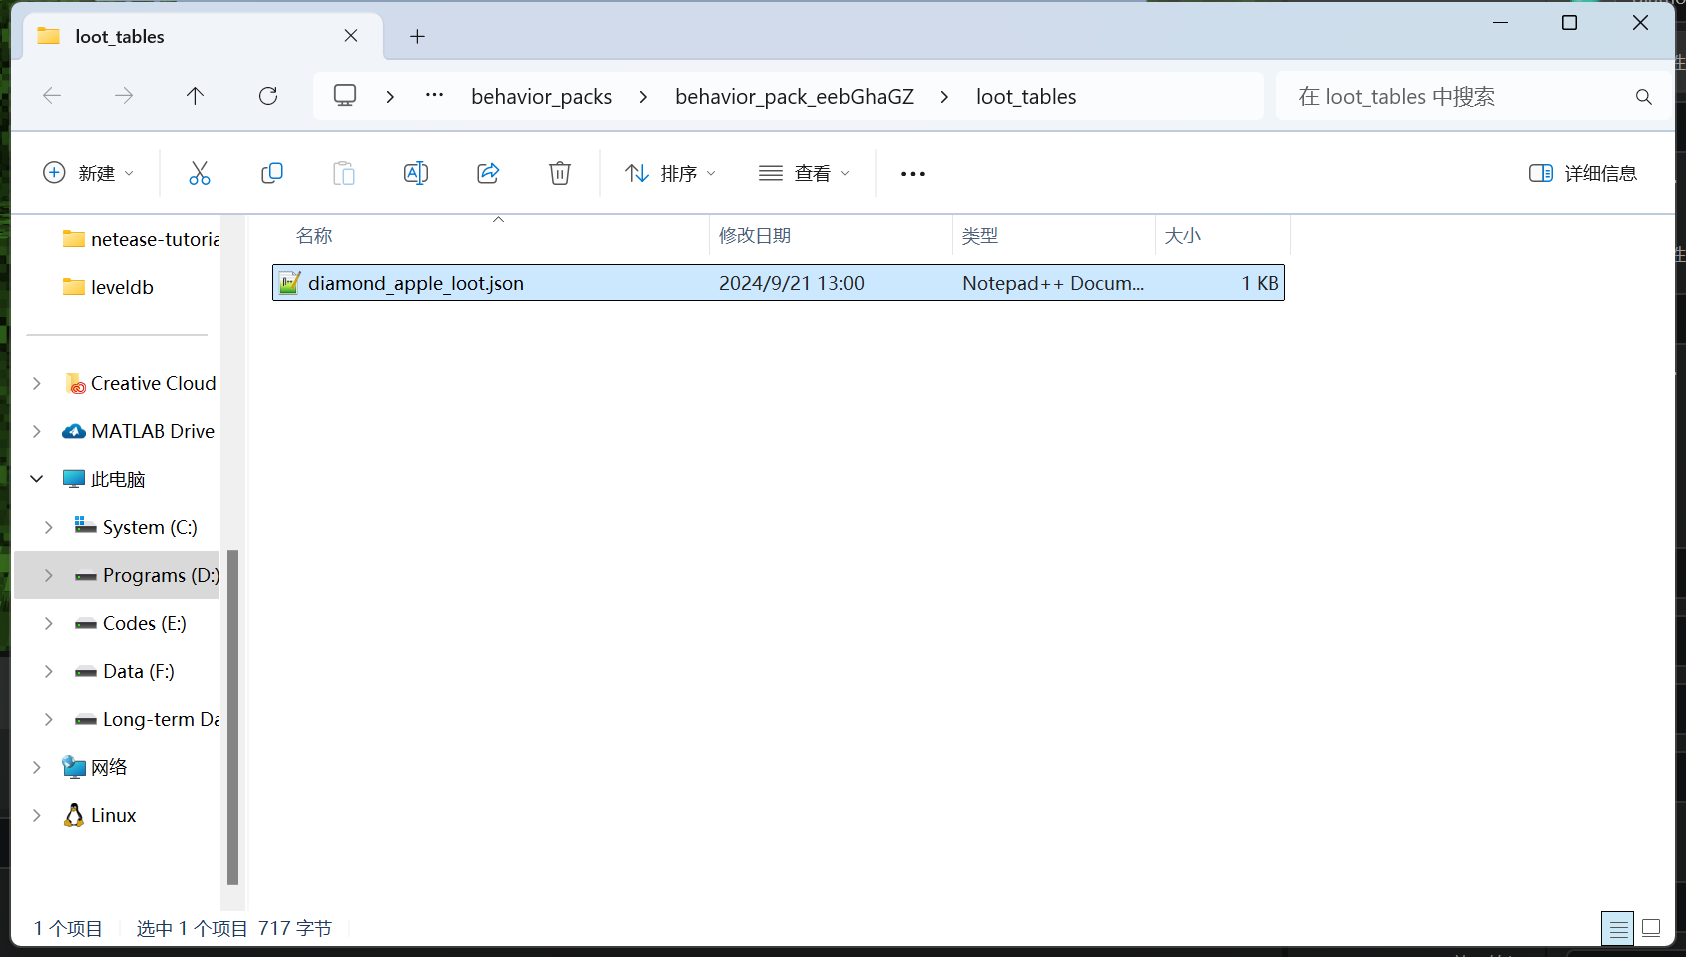 loot_tables
behavior_packs
behavior_pack_eebGhaGZ
loot_tables
在 loot_tables 中搜索
新建
排序
查看
详细信息
名称
修改日期
类型
大小
diamond_apple_loot.json
2024/9/21 13:00
Notepad++ Docum...
1 KB
netease-tutoria
leveldb
Creative Cloud
MATLAB Drive
此电脑
System (C:)
Programs (D:)
Codes (E:)
Data (F:)
Long-term Da
网络
Linux
1 个项目
选中 1 个项目 717 字节